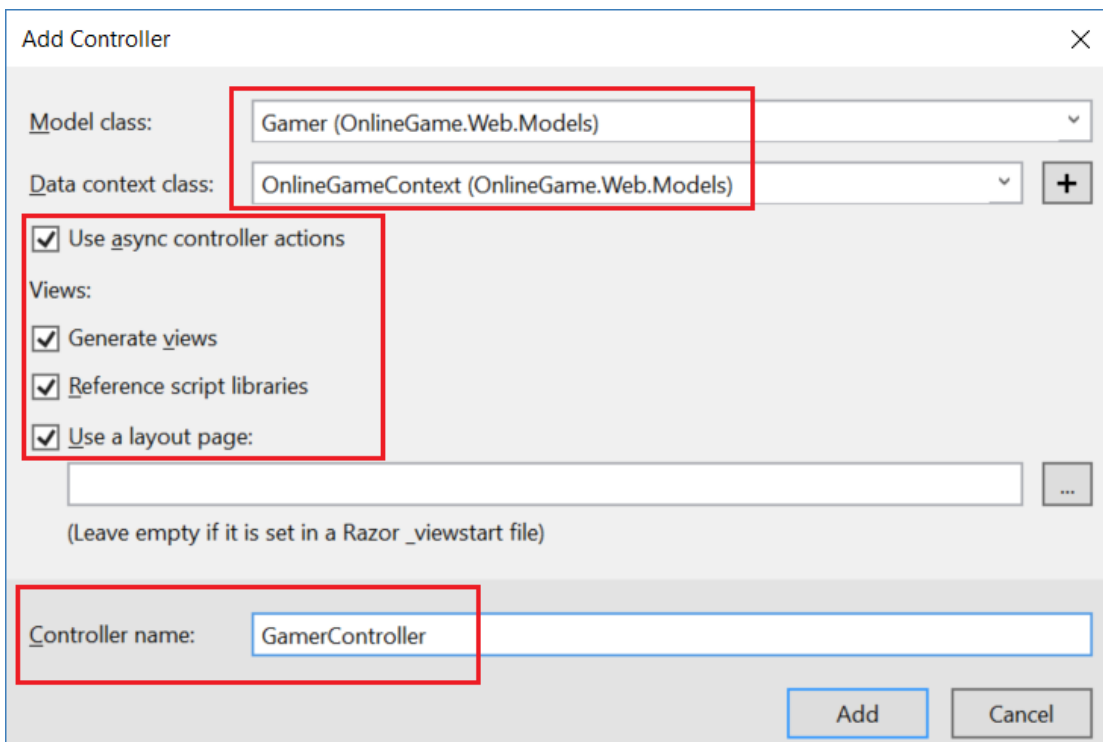 Add Controller
Model class: Gamer (OnlineGame.Web.Models)
Data context class: OnlineGameContext (OnlineGame.Web.Models) +
Use async controller actions
Views:
Generate views
Reference script libraries
Use a layout page:
...
(Leave empty if it is set in a Razor _viewstart file)
Controller name: GamerController
Add Cancel